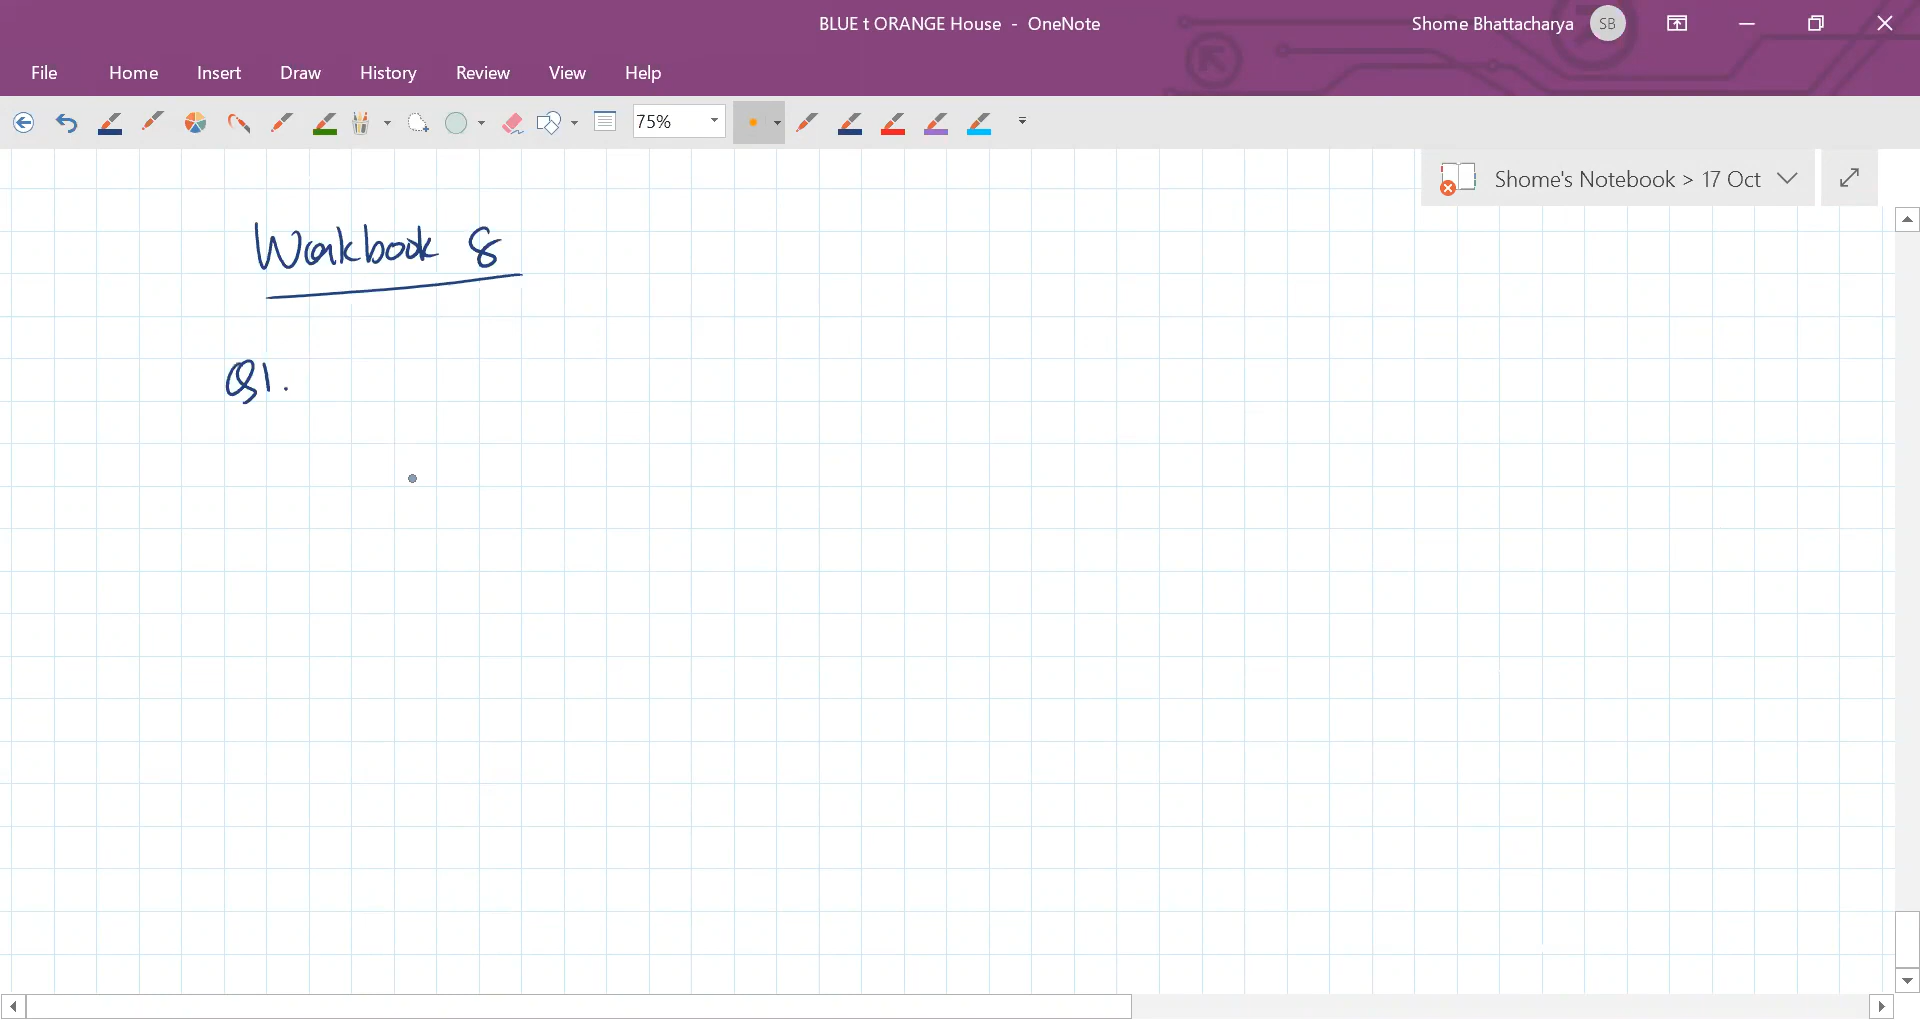 BLUE t ORANGE House - OneNote
Shome Bhattacharya SB
File Home Insert Draw History Review View Help
75%
Shome's Notebook > 17 Oct
Workbook 8
Q1.